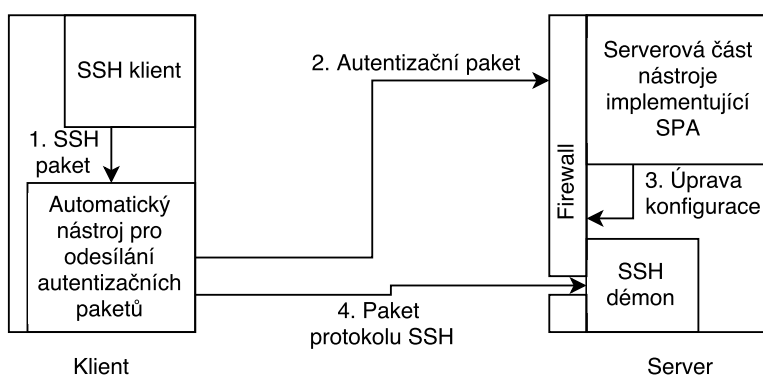 SSH klient
1. SSH
paket
Automatický
nástroj pro
odesílání
autentizačních
paketů
Klient
2. Autentizační paket
4. Paket
protokolu SSH
Firewall
Serverová část
nástroje
implementující
SPA
3. Úprava
konfigurace
SSH
démon
Server